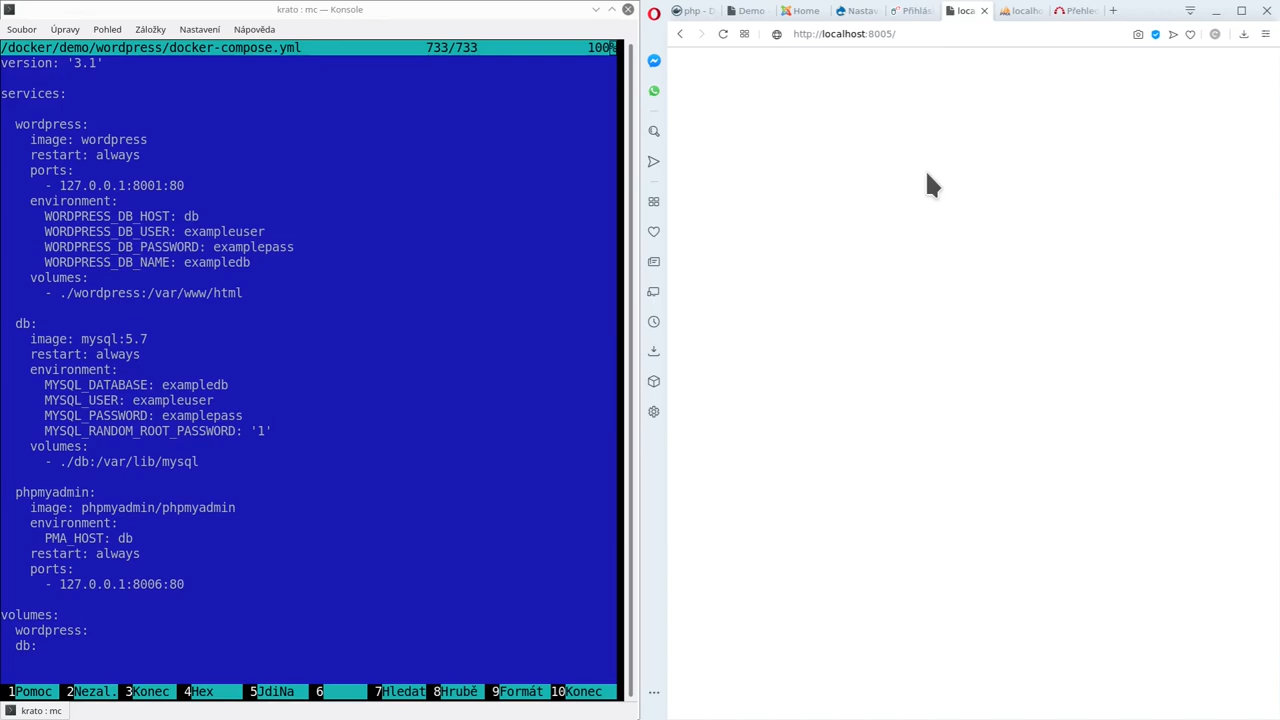 krato : mc — Konsole
Soubor Úpravy Pohled Záložky Nastavení Nápověda
/docker/demo/wordpress/docker-compose.yml 733/733 100%
version: '3.1'
services:
wordpress:
image: wordpress
restart: always
ports:
- 127.0.0.1:8001:80
environment:
WORDPRESS_DB_HOST: db
WORDPRESS_DB_USER: exampleuser
WORDPRESS_DB_PASSWORD: examplepass
WORDPRESS_DB_NAME: exampledb
volumes:
- ./wordpress:/var/www/html
db:
image: mysql:5.7
restart: always
environment:
MYSQL_DATABASE: exampledb
MYSQL_USER: exampleuser
MYSQL_PASSWORD: examplepass
MYSQL_RANDOM_ROOT_PASSWORD: '1'
volumes:
- ./db:/var/lib/mysql
phpmyadmin:
image: phpmyadmin/phpmyadmin
environment:
PMA_HOST: db
restart: always
ports:
- 127.0.0.1:8006:80
volumes:
wordpress:
db:
1Pomoc 2Nezal. 3Konec 4Hex 5JdiNa 6 7Hledat 8Hrubě 9Formát 10Konec
krato : mc
php - D Demo Home Nastav Přihlás loca localho Přehle
http://localhost:8005/